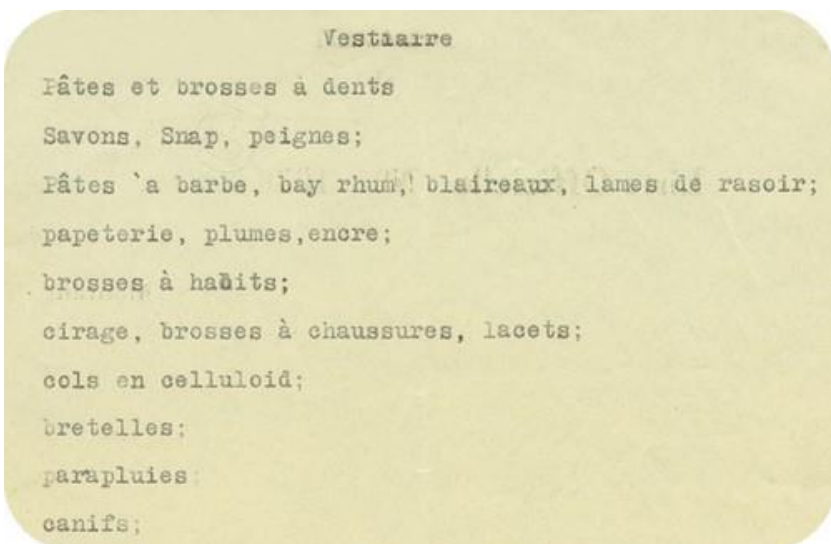 Vestiaire
Pâtes et brosses à dents
Savons, Snap, peignes;
Pâtes `a barbe, bay rhum, blaireaux, lames de rasoir;
papeterie, plumes,encre;
brosses à habits;
cirage, brosses à chaussures, lacets;
cols en celluloid;
bretelles;
parapluies;
canifs;